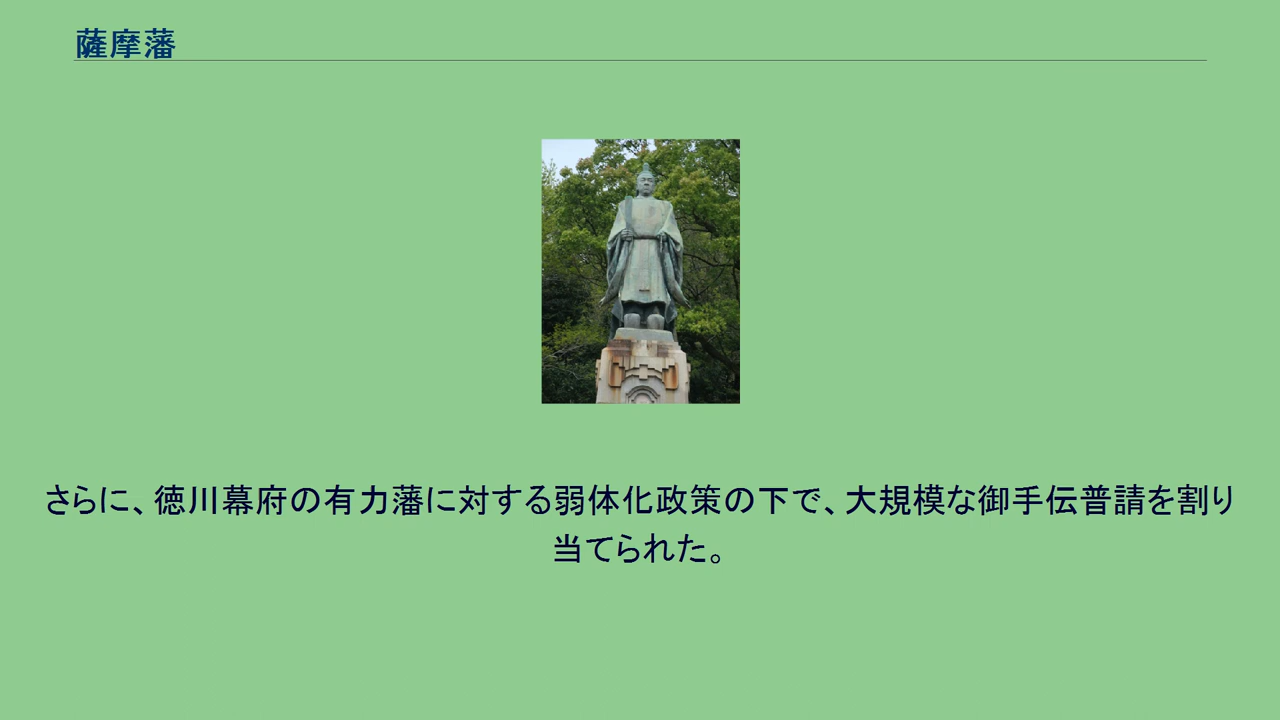 薩摩藩
さらに、徳川幕府の有力藩に対する弱体化政策の下で、大規模な御手伝普請を割り
当てられた。